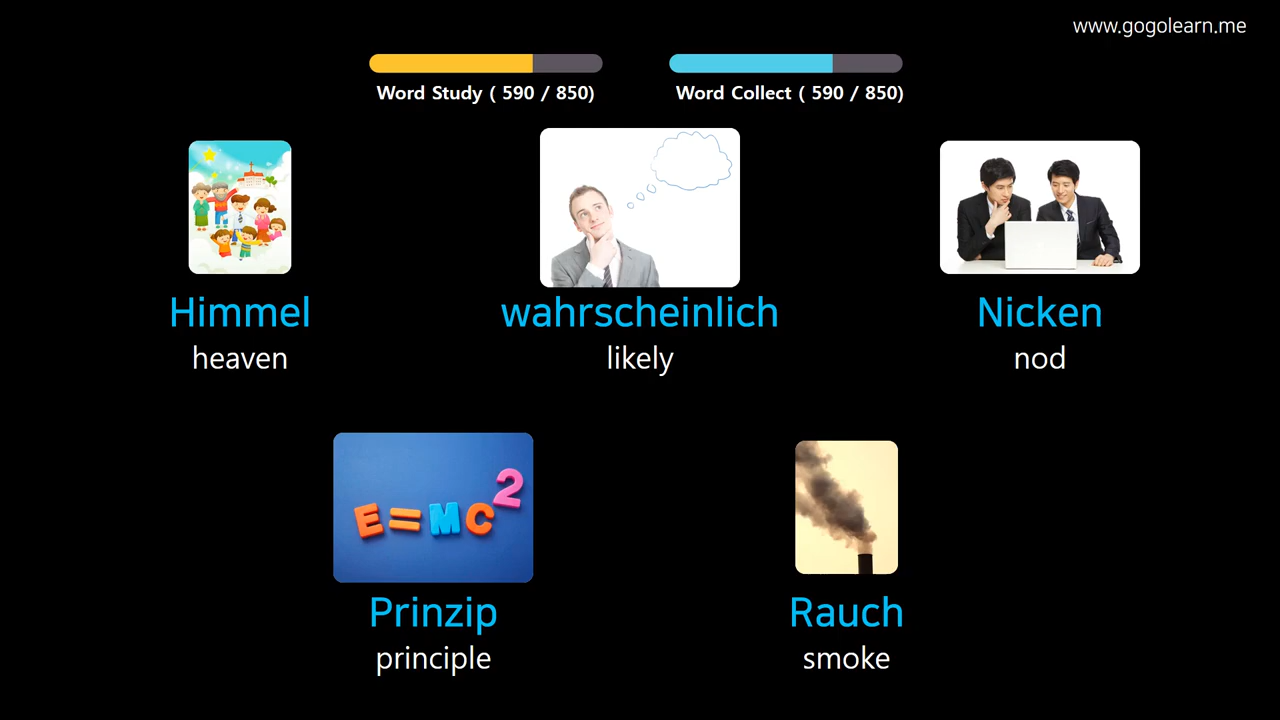 www.gogolearn.me
Word Study ( 590 / 850)
Word Collect ( 590 / 850)
Himmel
heaven
wahrscheinlich
likely
Nicken
nod
E=MC2
Prinzip
principle
Rauch
smoke